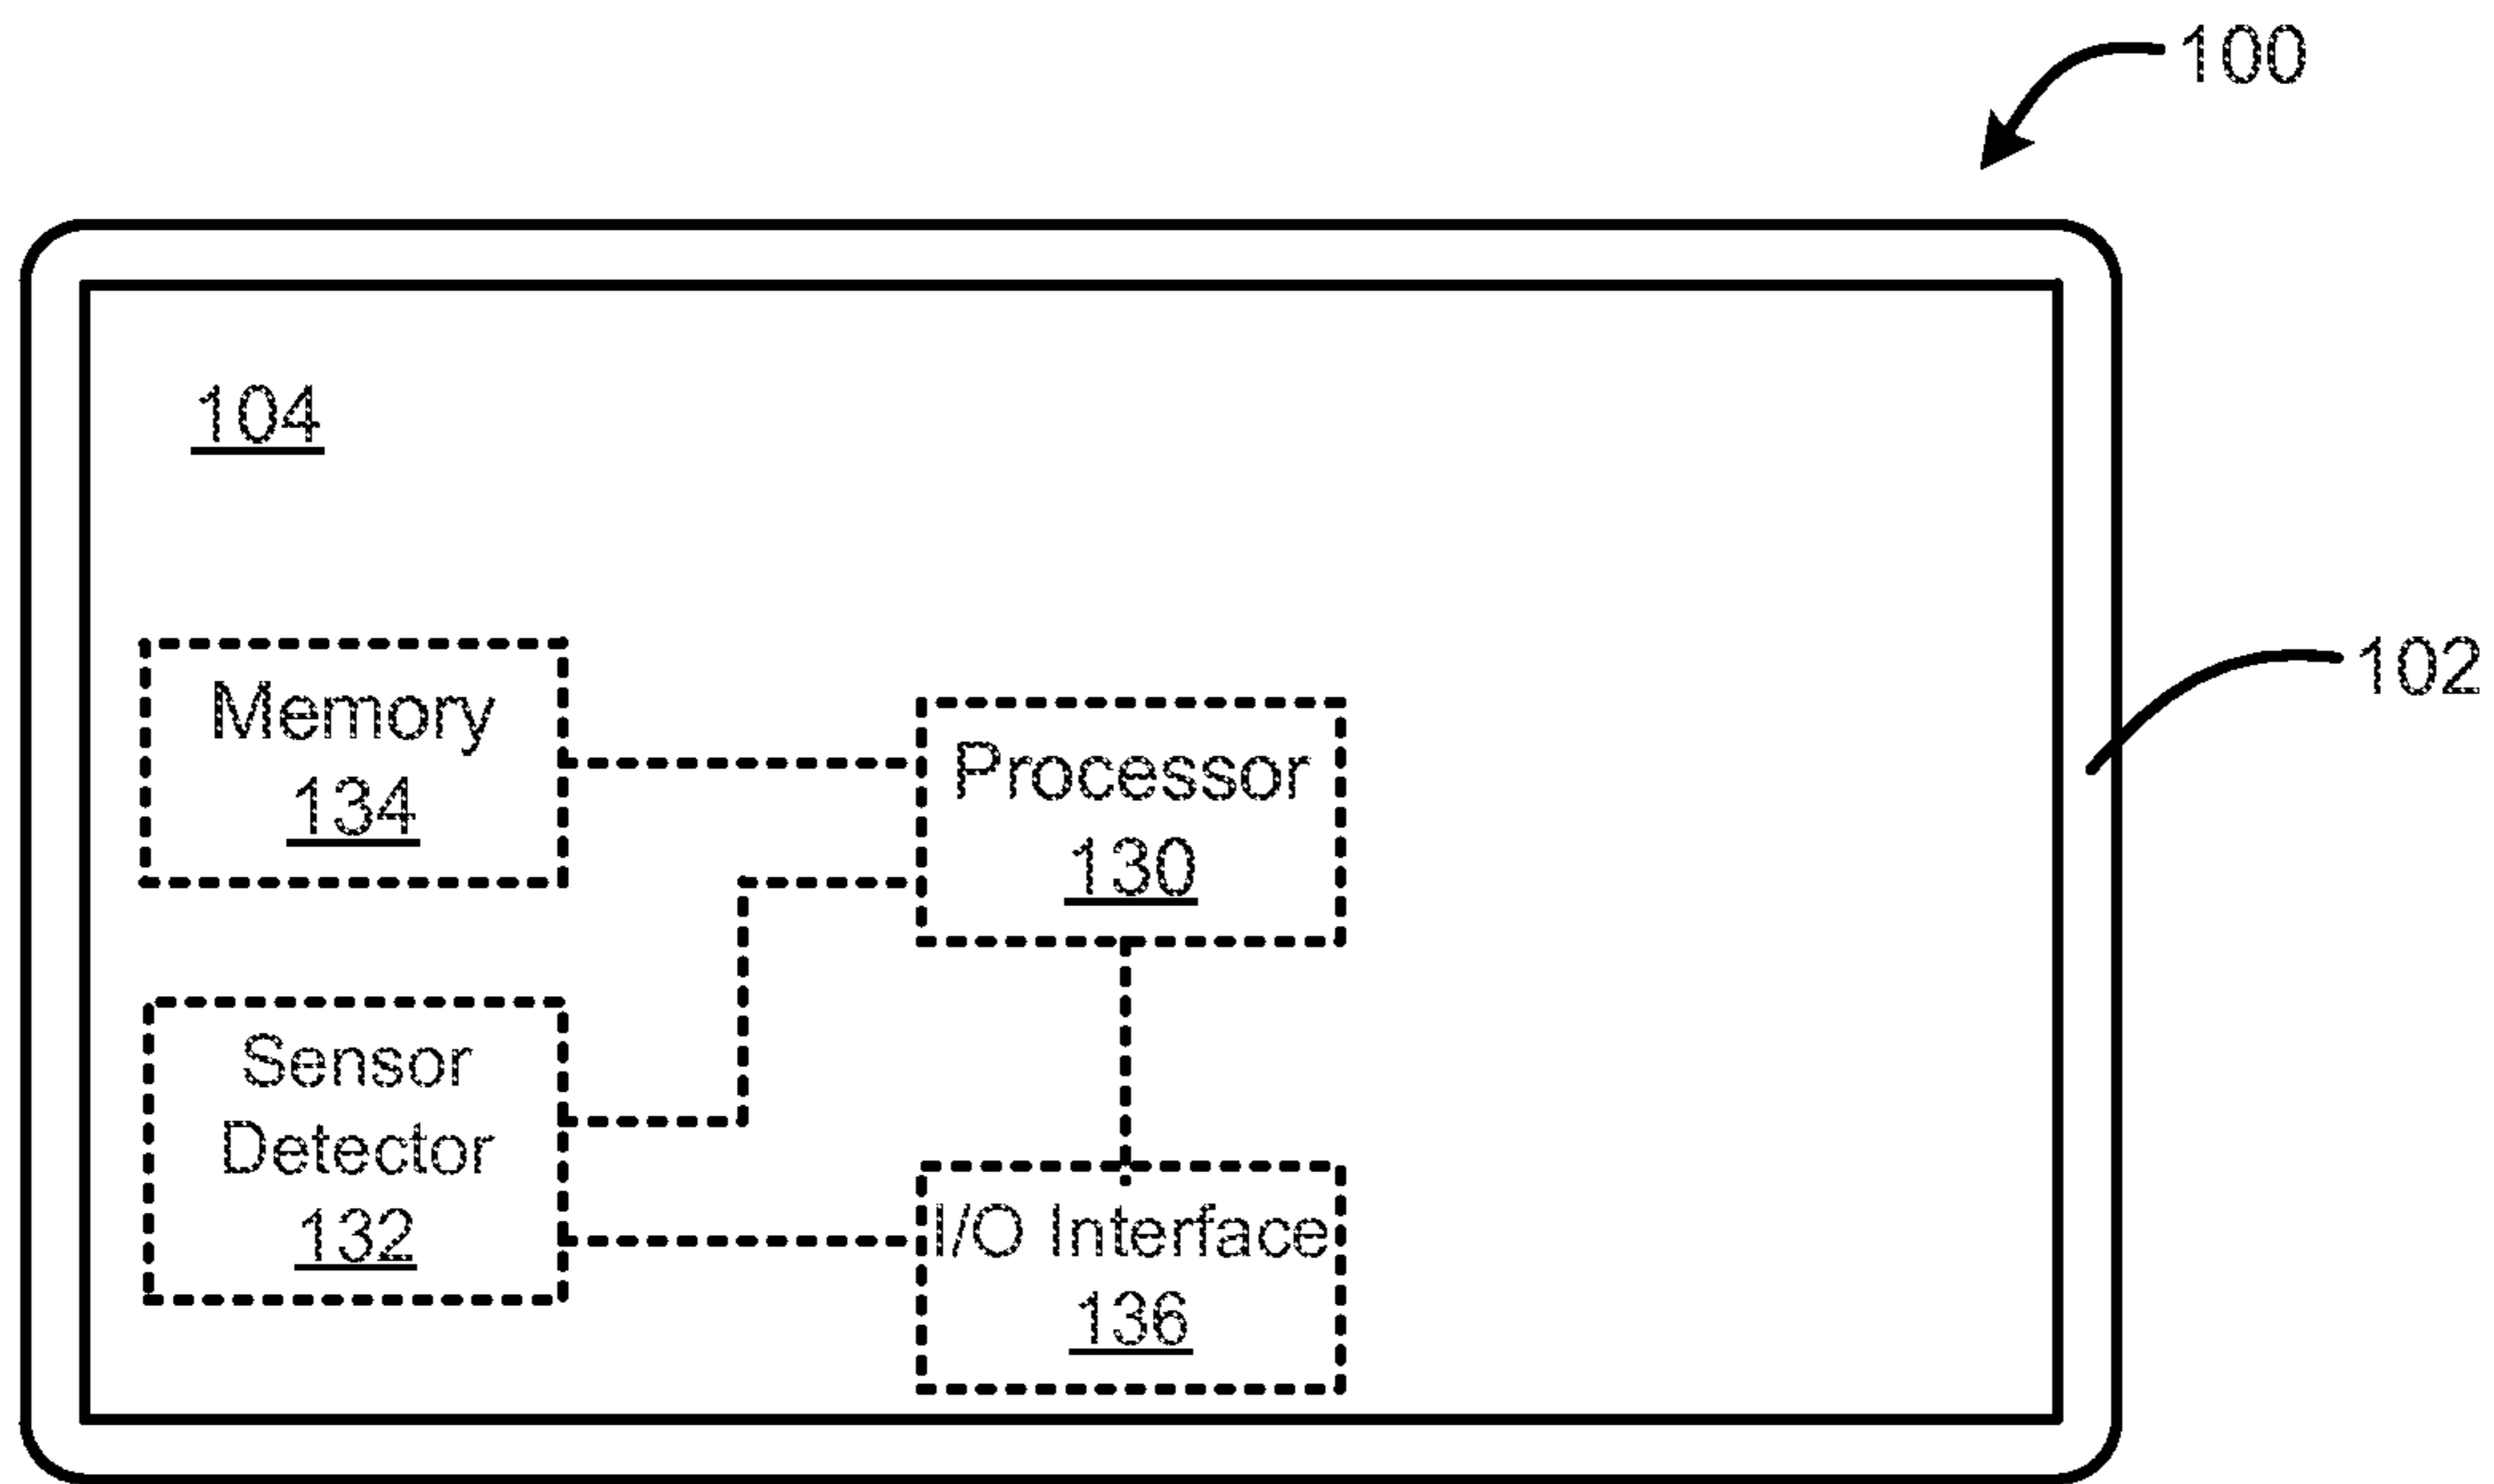 100
104
102
Memory
134
Processor
130
Sensor
Detector
132
I/O Interface
136